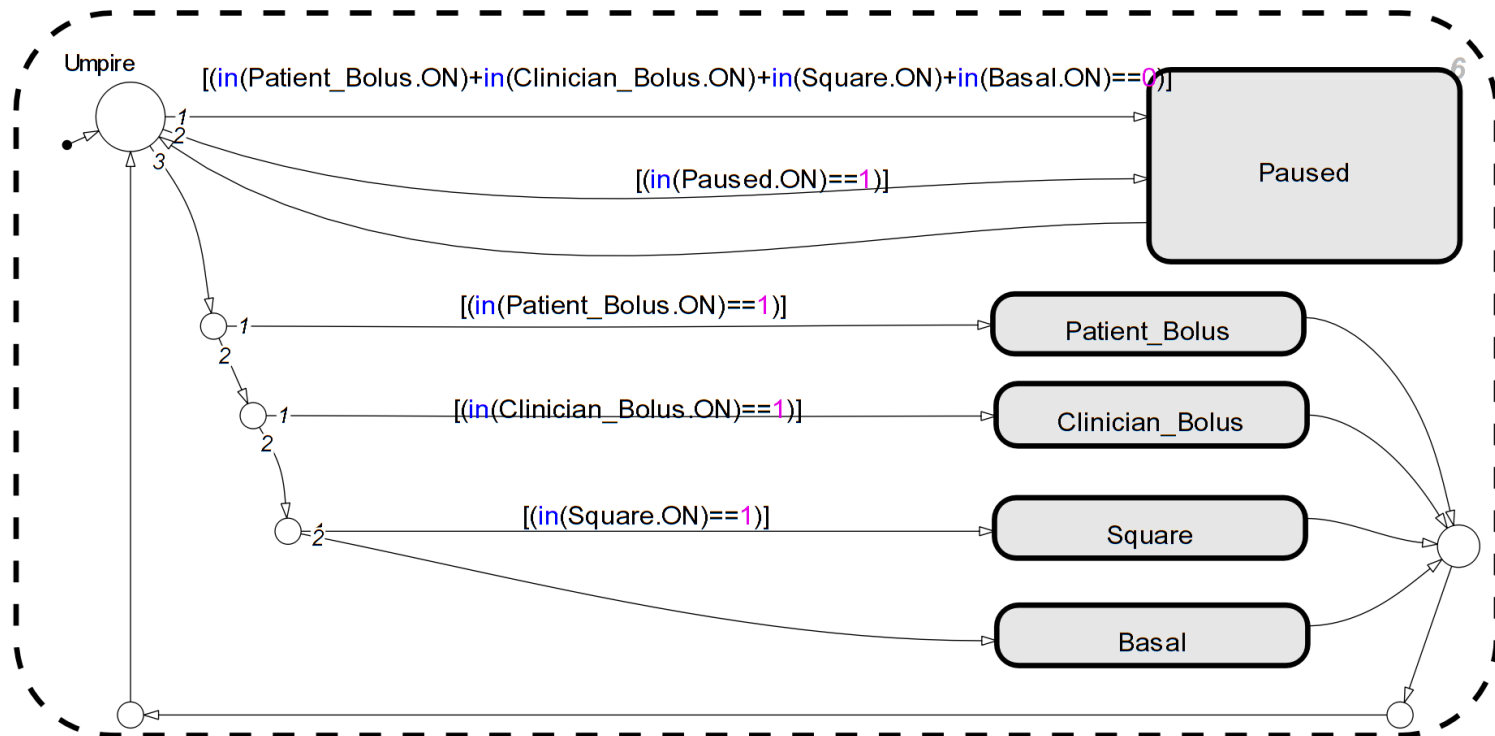 Umpire
6
[(in(Patient_Bolus.ON)+in(Clinician_Bolus.ON)+in(Square.ON)+in(Basal.ON)==0)]
1
2
3
Paused
[(in(Paused.ON)==1)]
[(in(Patient_Bolus.ON)==1)]
1
Patient_Bolus
2
[(in(Clinician_Bolus.ON)==1)]
1
Clinician_Bolus
2
[(in(Square.ON)==1)]
1
2
Square
Basal